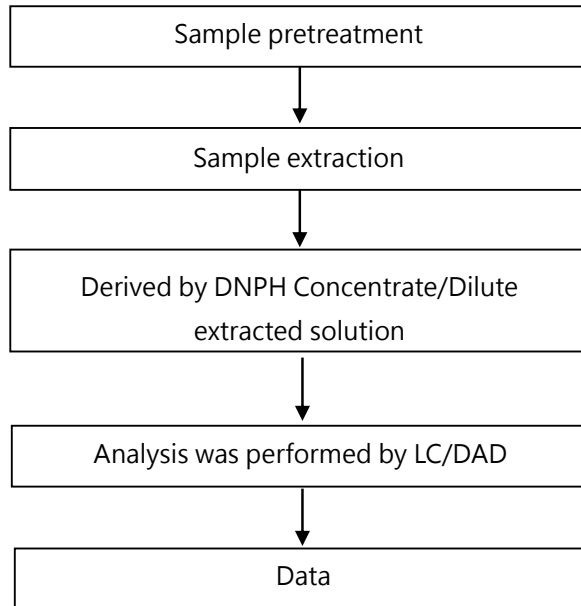 Sample pretreatment
Sample extraction
Derived by DNPH Concentrate/Dilute
extracted solution
Analysis was performed by LC/DAD
Data